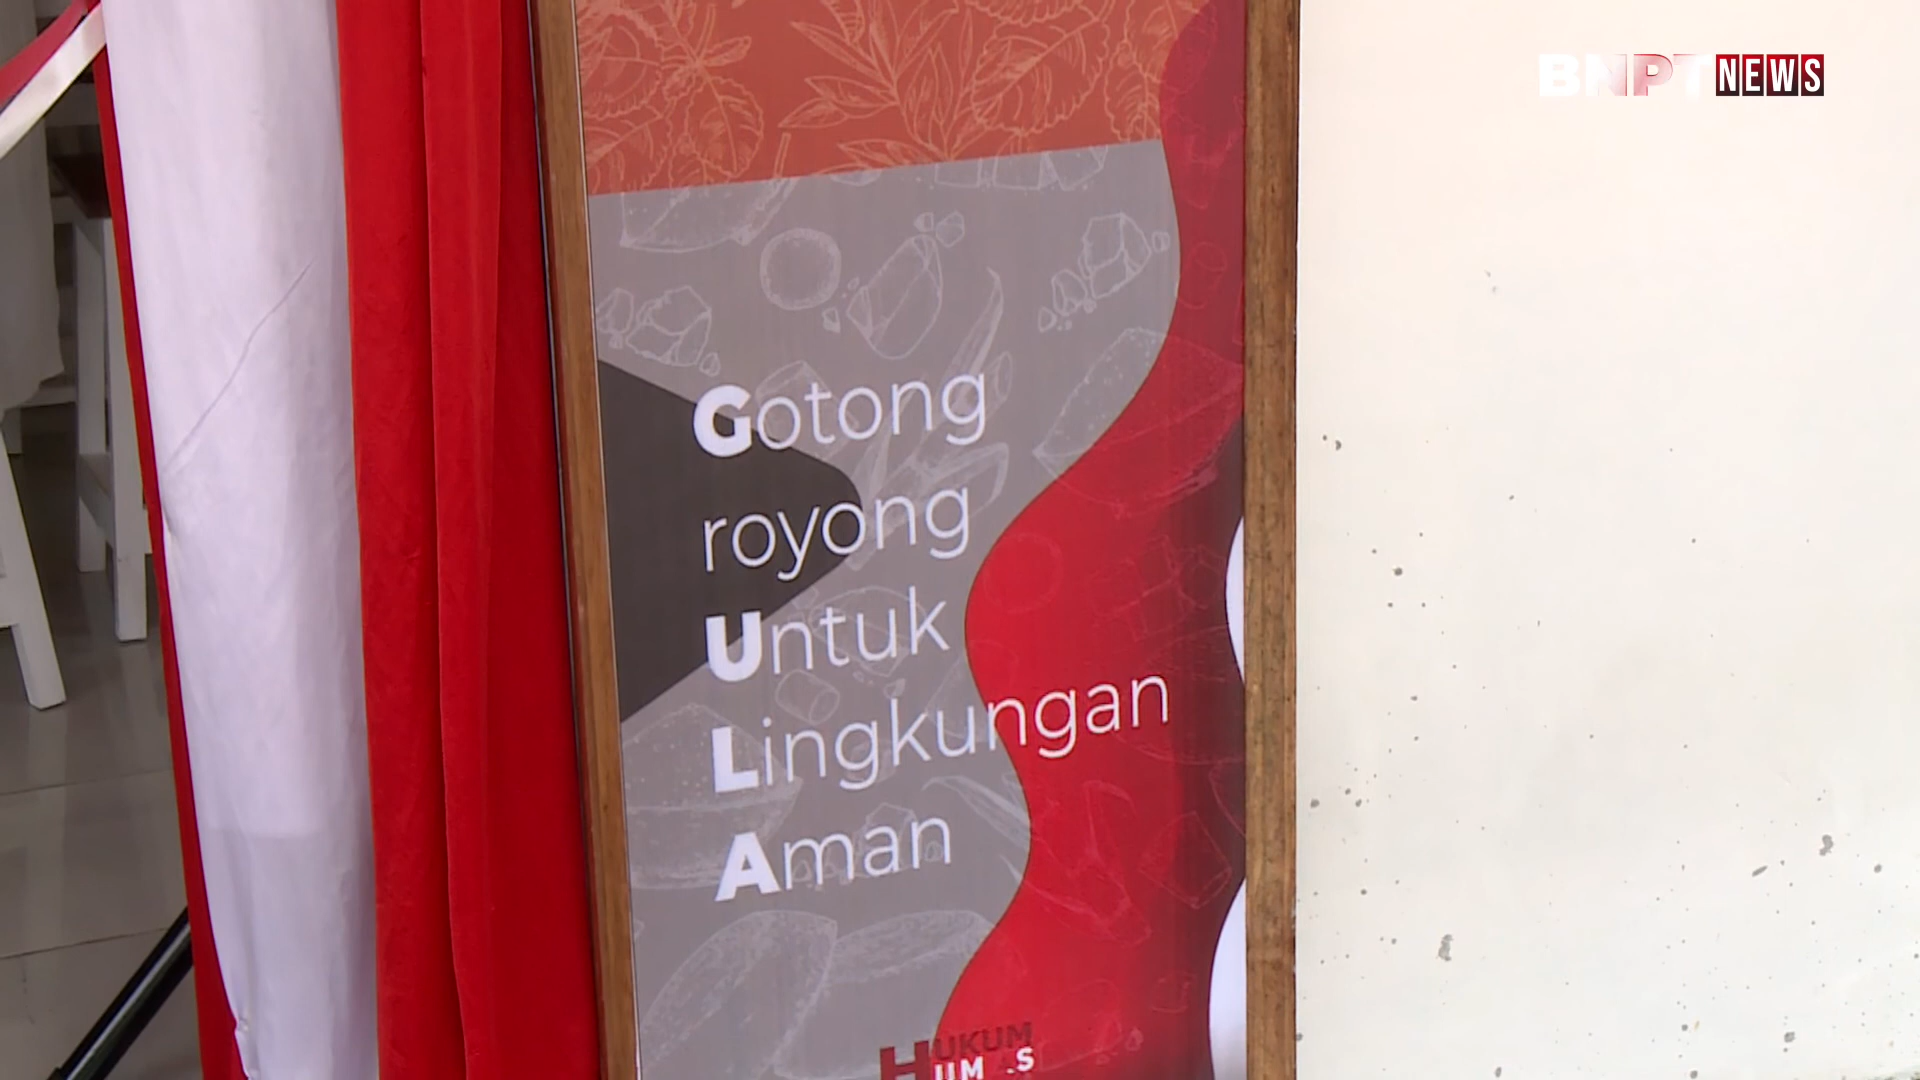 BNPT NEWS
Gotong
royong
Untuk
Lingkungan
Aman
HUKUM